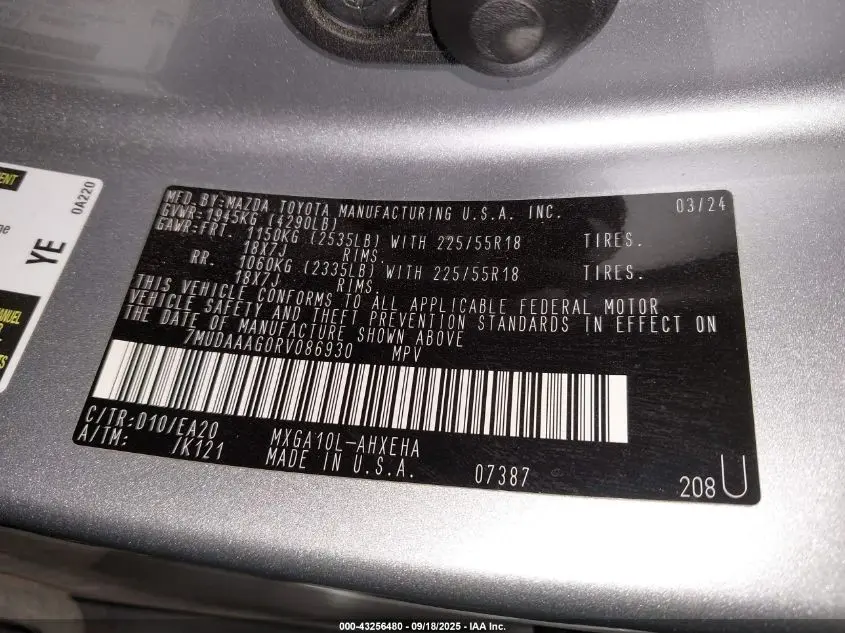 MFD.BY:MAZDA TOYOTA MANUFACTURING U.S.A. INC. 03/24
GVWR:1945KG (4290LB)
GAWR:FRT. 1150KG (2535LB) WITH 225/55R18 TIRES.
18X7J RIMS.
RR. 1060KG (2335LB) WITH 225/55R18 TIRES.
18X7J RIMS.
THIS VEHICLE CONFORMS TO ALL APPLICABLE FEDERAL MOTOR
VEHICLE SAFETY AND THEFT PREVENTION STANDARDS IN EFFECT ON
THE DATE OF MANUFACTURE SHOWN ABOVE
7MUDAAAG0RV086930 MPV
C/TR:D10/EA20 MXGA10L-AHXEHA
A/TM: /K121 MADE IN U.S.A. 07387
208U
0A220
YE
000-43256480 - 09/18/2025 - IAA Inc.